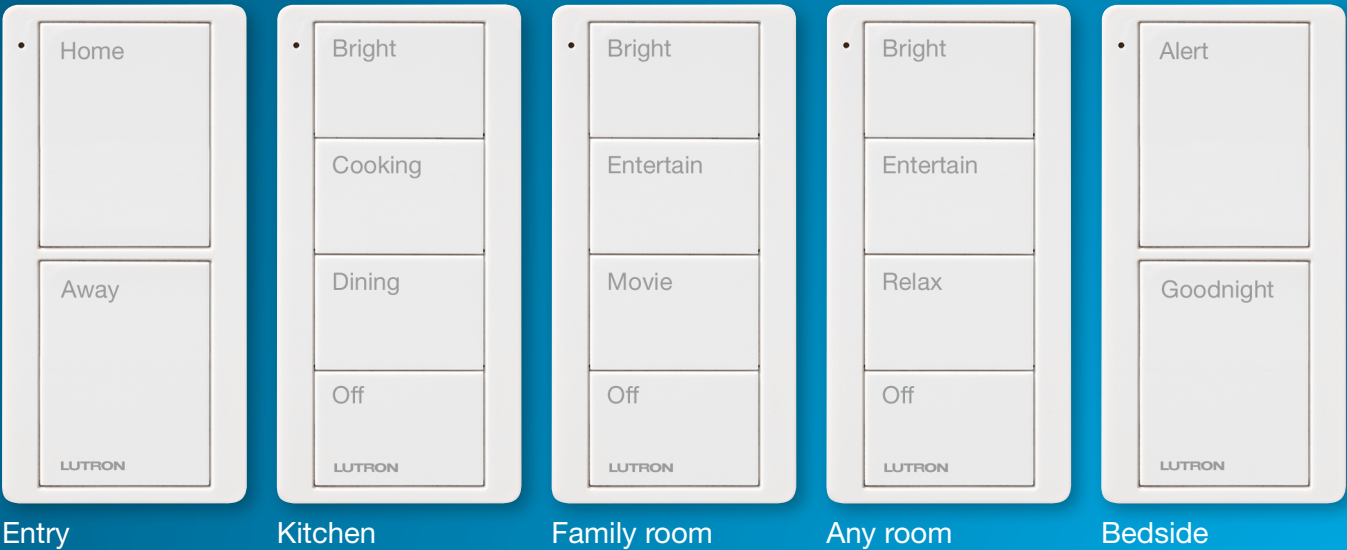 Home
Away
LUTRON
Entry
Bright
Cooking
Dining
Off
LUTRON
Kitchen
Bright
Entertain
Movie
Off
LUTRON
Family room
Bright
Entertain
Relax
Off
LUTRON
Any room
Alert
Goodnight
LUTRON
Bedside